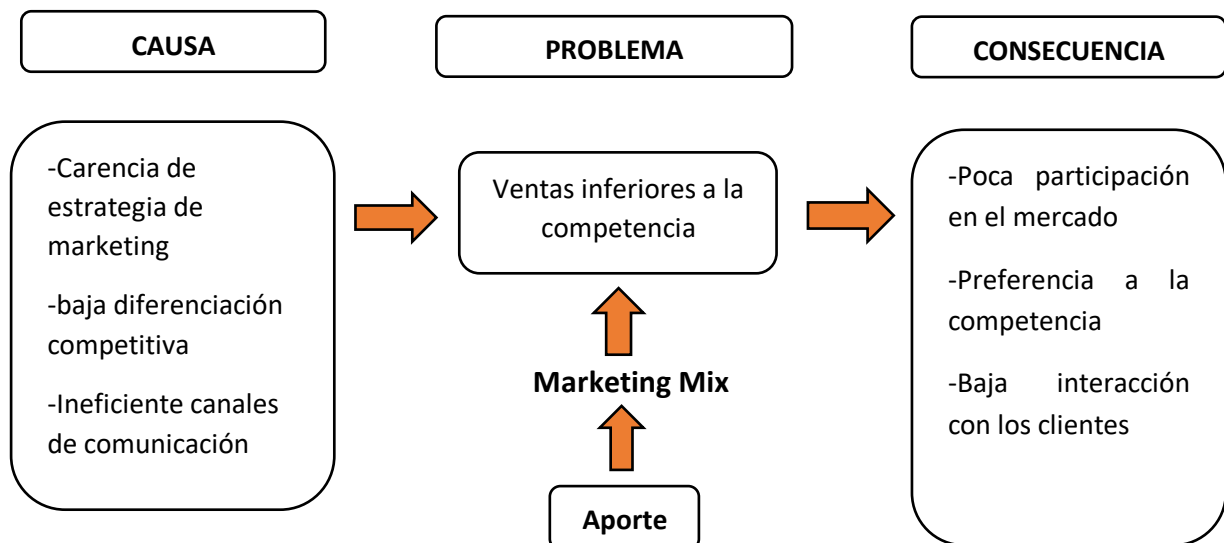 CAUSA
PROBLEMA
CONSECUENCIA
-Carencia de
estrategia de
marketing
-baja diferenciación
competitiva
-Ineficiente canales
de comunicación
Ventas inferiores a la
competencia
Marketing Mix
Aporte
-Poca participación
en el mercado
-Preferencia a la
competencia
-Baja interacción
con los clientes